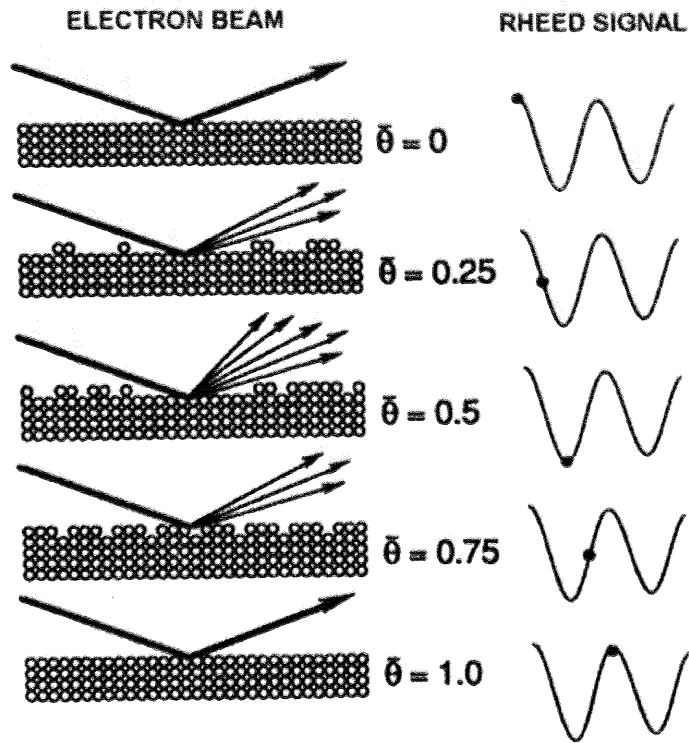 ELECTRON BEAM
RHEED SIGNAL
θ̄ = 0
θ̄ = 0.25
θ̄ = 0.5
θ̄ = 0.75
θ̄ = 1.0